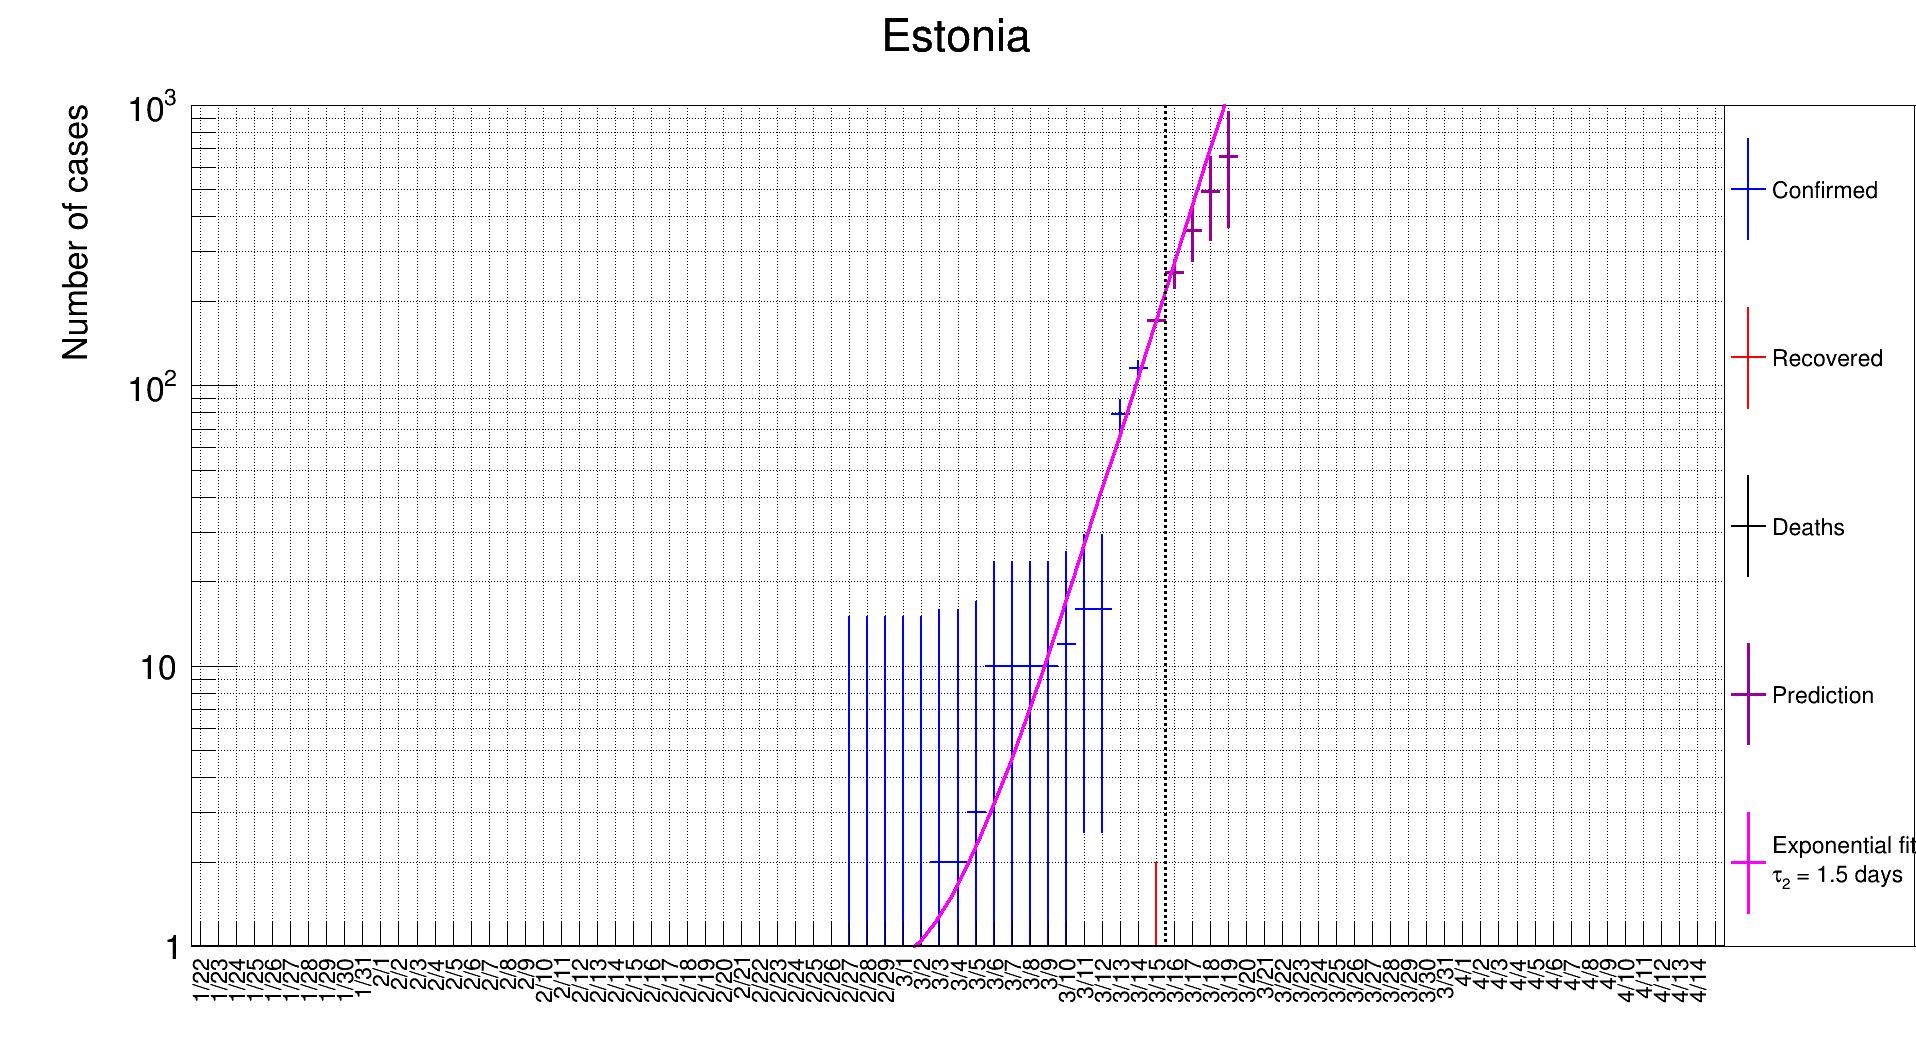 Estonia
Number of cases
10³
10²
10
1
1/22 1/23 1/24 1/25 1/26 1/27 1/28 1/29 1/30 1/31 2/1 2/2 2/3 2/4 2/5 2/6 2/7 2/8 2/9 2/10 2/11 2/12 2/13 2/14 2/15 2/16 2/17 2/18 2/19 2/20 2/21 2/22 2/23 2/24 2/25 2/26 2/27 2/28 2/29 3/1 3/2 3/3 3/4 3/5 3/6 3/7 3/8 3/9 3/10 3/11 3/12 3/13 3/14 3/15 3/16 3/17 3/18 3/19 3/20 3/21 3/22 3/23 3/24 3/25 3/26 3/27 3/28 3/29 3/30 3/31 4/1 4/2 4/3 4/4 4/5 4/6 4/7 4/8 4/9 4/10 4/11 4/12 4/13 4/14
Confirmed
Recovered
Deaths
Prediction
Exponential fit
τ₂ = 1.5 days